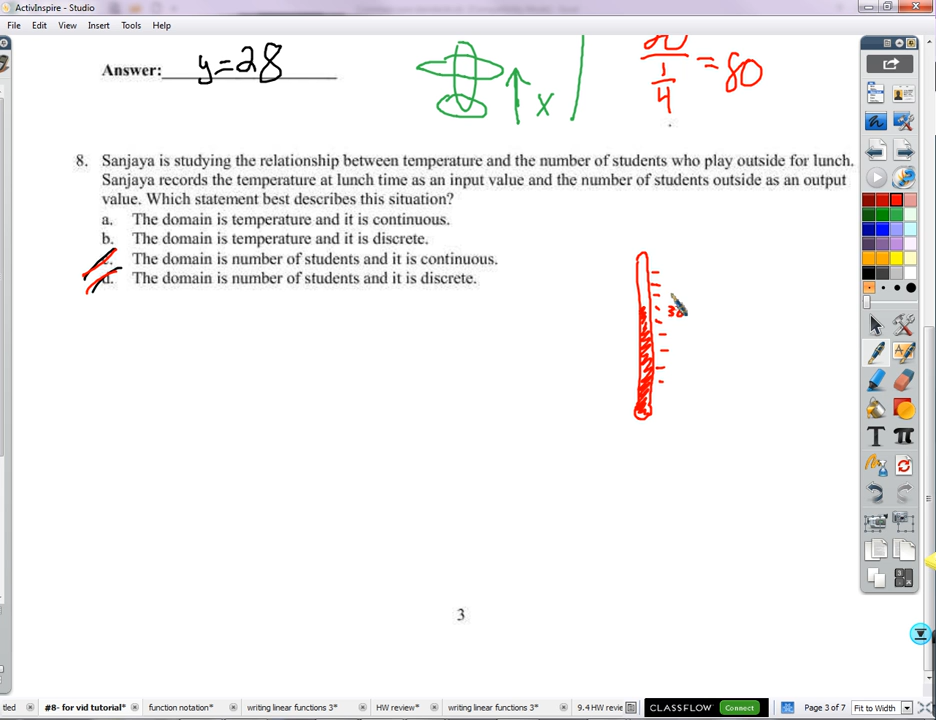 ActivInspire - Studio
File Edit View Insert Tools Help
Answer: y=28
x
1
4
= 80
8. Sanjaya is studying the relationship between temperature and the number of students who play outside for lunch.
Sanjaya records the temperature at lunch time as an input value and the number of students outside as an output
value. Which statement best describes this situation?
a. The domain is temperature and it is continuous.
b. The domain is temperature and it is discrete.
The domain is number of students and it is continuous.
d. The domain is number of students and it is discrete.
30
3
tled #8- for vid tutorial* function notation* writing linear functions 3* HW review* writing linear functions 3* 9.4 HW revie CLASSFLOW Connect Page 3 of 7 Fit to Width